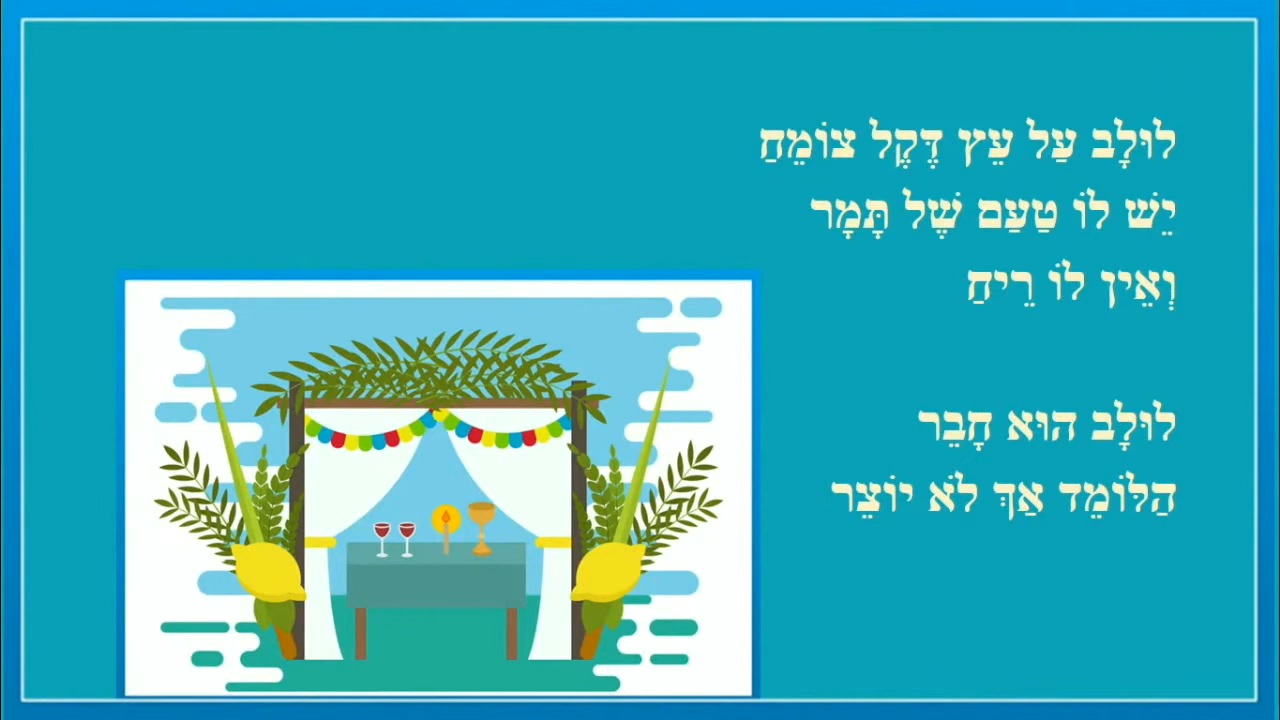 לוּלָב עַל עֵץ דֶּקֶל צוֹמֵחַ
יֵשׁ לוֹ טַעַם שֶׁל תָּמָר
וְאֵין לוֹ רֵיחַ
לוּלָב הוּא חָבֵר
הַלּוֹמֵד אַךְ לֹא יוֹצֵר